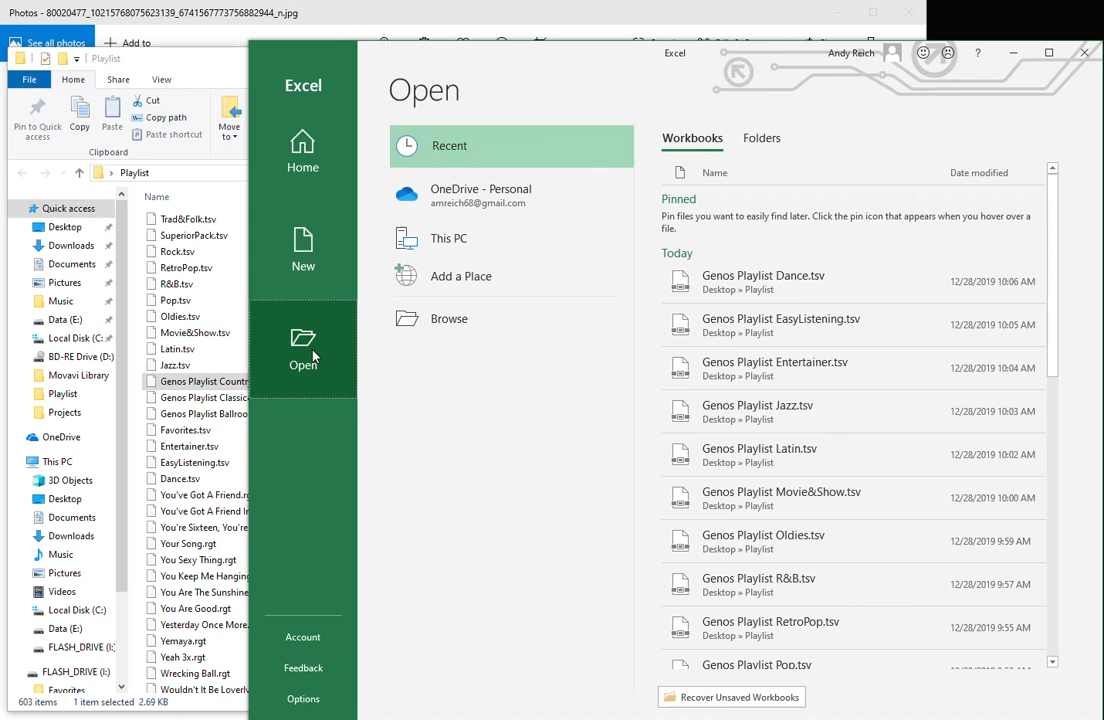 Photos - 80020477_10215768075623139_6741567773756882944_n.jpg
See all photos
Add to
Playlist
File
Home
Share
View
Pin to Quick access
Copy
Paste
Cut
Copy path
Paste shortcut
Move to
Clipboard
Playlist
Quick access
Desktop
Downloads
Documents
Pictures
Music
Data (E:)
Local Disk (C:
BD-RE Drive (D:)
Movavi Library
Playlist
Projects
OneDrive
This PC
3D Objects
Desktop
Documents
Downloads
Music
Pictures
Videos
Local Disk (C:)
Data (E:)
FLASH_DRIVE (I:)
FLASH_DRIVE (I:)
Favorites
Name
Trad&Folk.tsv
SuperiorPack.tsv
Rock.tsv
RetroPop.tsv
R&B.tsv
Pop.tsv
Oldies.tsv
Movie&Show.tsv
Latin.tsv
Jazz.tsv
Genos Playlist Countr
Genos Playlist Classic
Genos Playlist Ballroo
Favorites.tsv
Entertainer.tsv
EasyListening.tsv
Dance.tsv
You've Got A Friend.r
You've Got A Friend I
You're Sixteen, You're
Your Song.rgt
You Sexy Thing.rgt
You Keep Me Hanging
You Are The Sunshine
You Are Good.rgt
Yesterday Once More.
Yemaya.rgt
Yeah 3x.rgt
Wrecking Ball.rgt
Wouldn't It Be Loverly
603 items
1 item selected 2.69 KB
Excel
Home
New
Open
Account
Feedback
Options
Excel
Andy Reich
?
Open
Recent
OneDrive - Personal
amreich68@gmail.com
This PC
Add a Place
Browse
Workbooks
Folders
Name
Date modified
Pinned
Pin files you want to easily find later. Click the pin icon that appears when you hover over a
file.
Today
Genos Playlist Dance.tsv
Desktop » Playlist
12/28/2019 10:06 AM
Genos Playlist EasyListening.tsv
Desktop » Playlist
12/28/2019 10:05 AM
Genos Playlist Entertainer.tsv
Desktop » Playlist
12/28/2019 10:04 AM
Genos Playlist Jazz.tsv
Desktop » Playlist
12/28/2019 10:03 AM
Genos Playlist Latin.tsv
Desktop » Playlist
12/28/2019 10:02 AM
Genos Playlist Movie&Show.tsv
Desktop » Playlist
12/28/2019 10:00 AM
Genos Playlist Oldies.tsv
Desktop » Playlist
12/28/2019 9:59 AM
Genos Playlist R&B.tsv
Desktop » Playlist
12/28/2019 9:57 AM
Genos Playlist RetroPop.tsv
Desktop » Playlist
12/28/2019 9:55 AM
Genos Playlist Pop.tsv
Recover Unsaved Workbooks